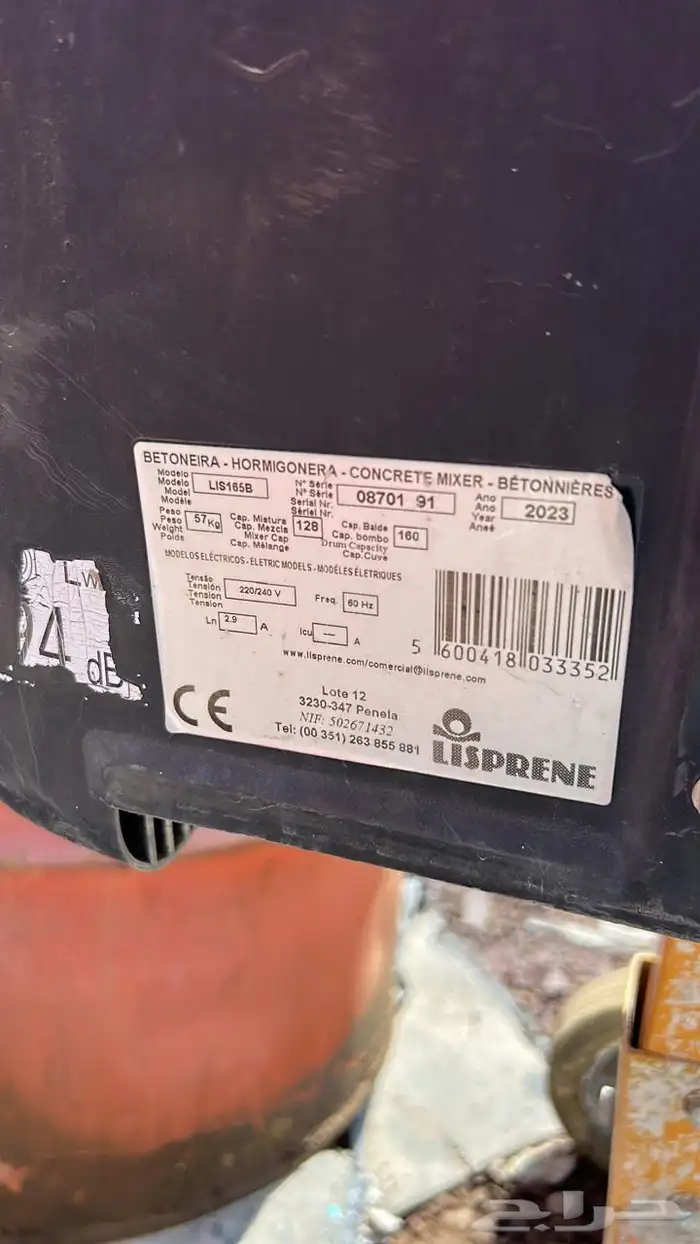 BETONEIRA - HORMIGONERA - CONCRETE MIXER - BÉTONNIÈRES
Modelo
Modelo
Model
Modèle
LIS165B
Nº Série
Nº Série
Serial Nr.
Sériel Nr.
08701 91
Ano
Ano
Year
Aneé
2023
Peso
Peso
Weight
Poids
57Kg
Cap. Mistura
Cap. Mezcla
Mixer Cap
Cap. Mélange
128
Cap. Balde
Cap. bombo
Drum Capacity
Cap.Cuve
160
MODELOS ELÉCTRICOS - ELETRIC MODELS - MODÈLES ÉLETRIQUES
Tensão
Tensión
Tension
Tension
220/240 V
Freq. 60 Hz
Ln 2.9 A
Icu — A
www.lisprene.com/comercial@lisprene.com
5 600418 033352
CE
Lote 12
3230-347 Penela
NIF: 502671432
Tel: (00 351) 263 855 881
LISPRENE
4 dB
حراج